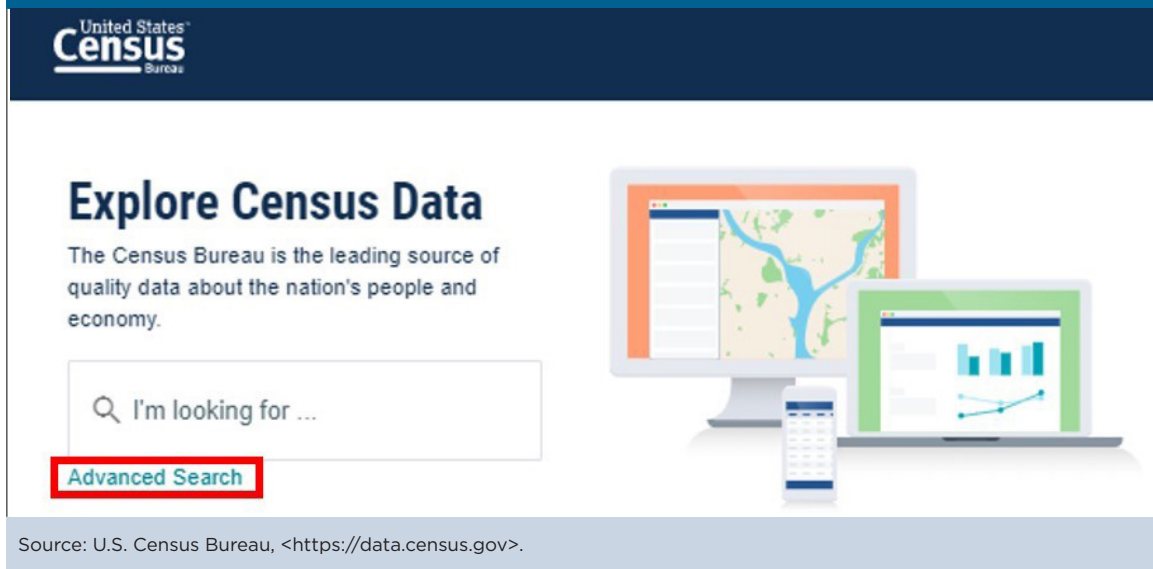 United States™
Census
Bureau
Explore Census Data
The Census Bureau is the leading source of
quality data about the nation's people and
economy.
I'm looking for ...
Advanced Search
Source: U.S. Census Bureau, <https://data.census.gov>.